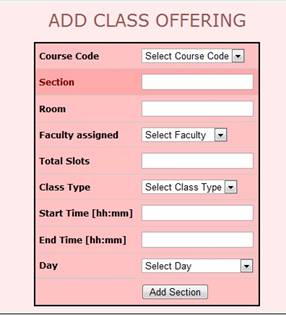 ADD CLASS OFFERING
Course Code Select Course Code
Section
Room
Faculty assigned Select Faculty
Total Slots
Class Type Select Class Type
Start Time [hh:mm]
End Time [hh:mm]
Day Select Day
Add Section